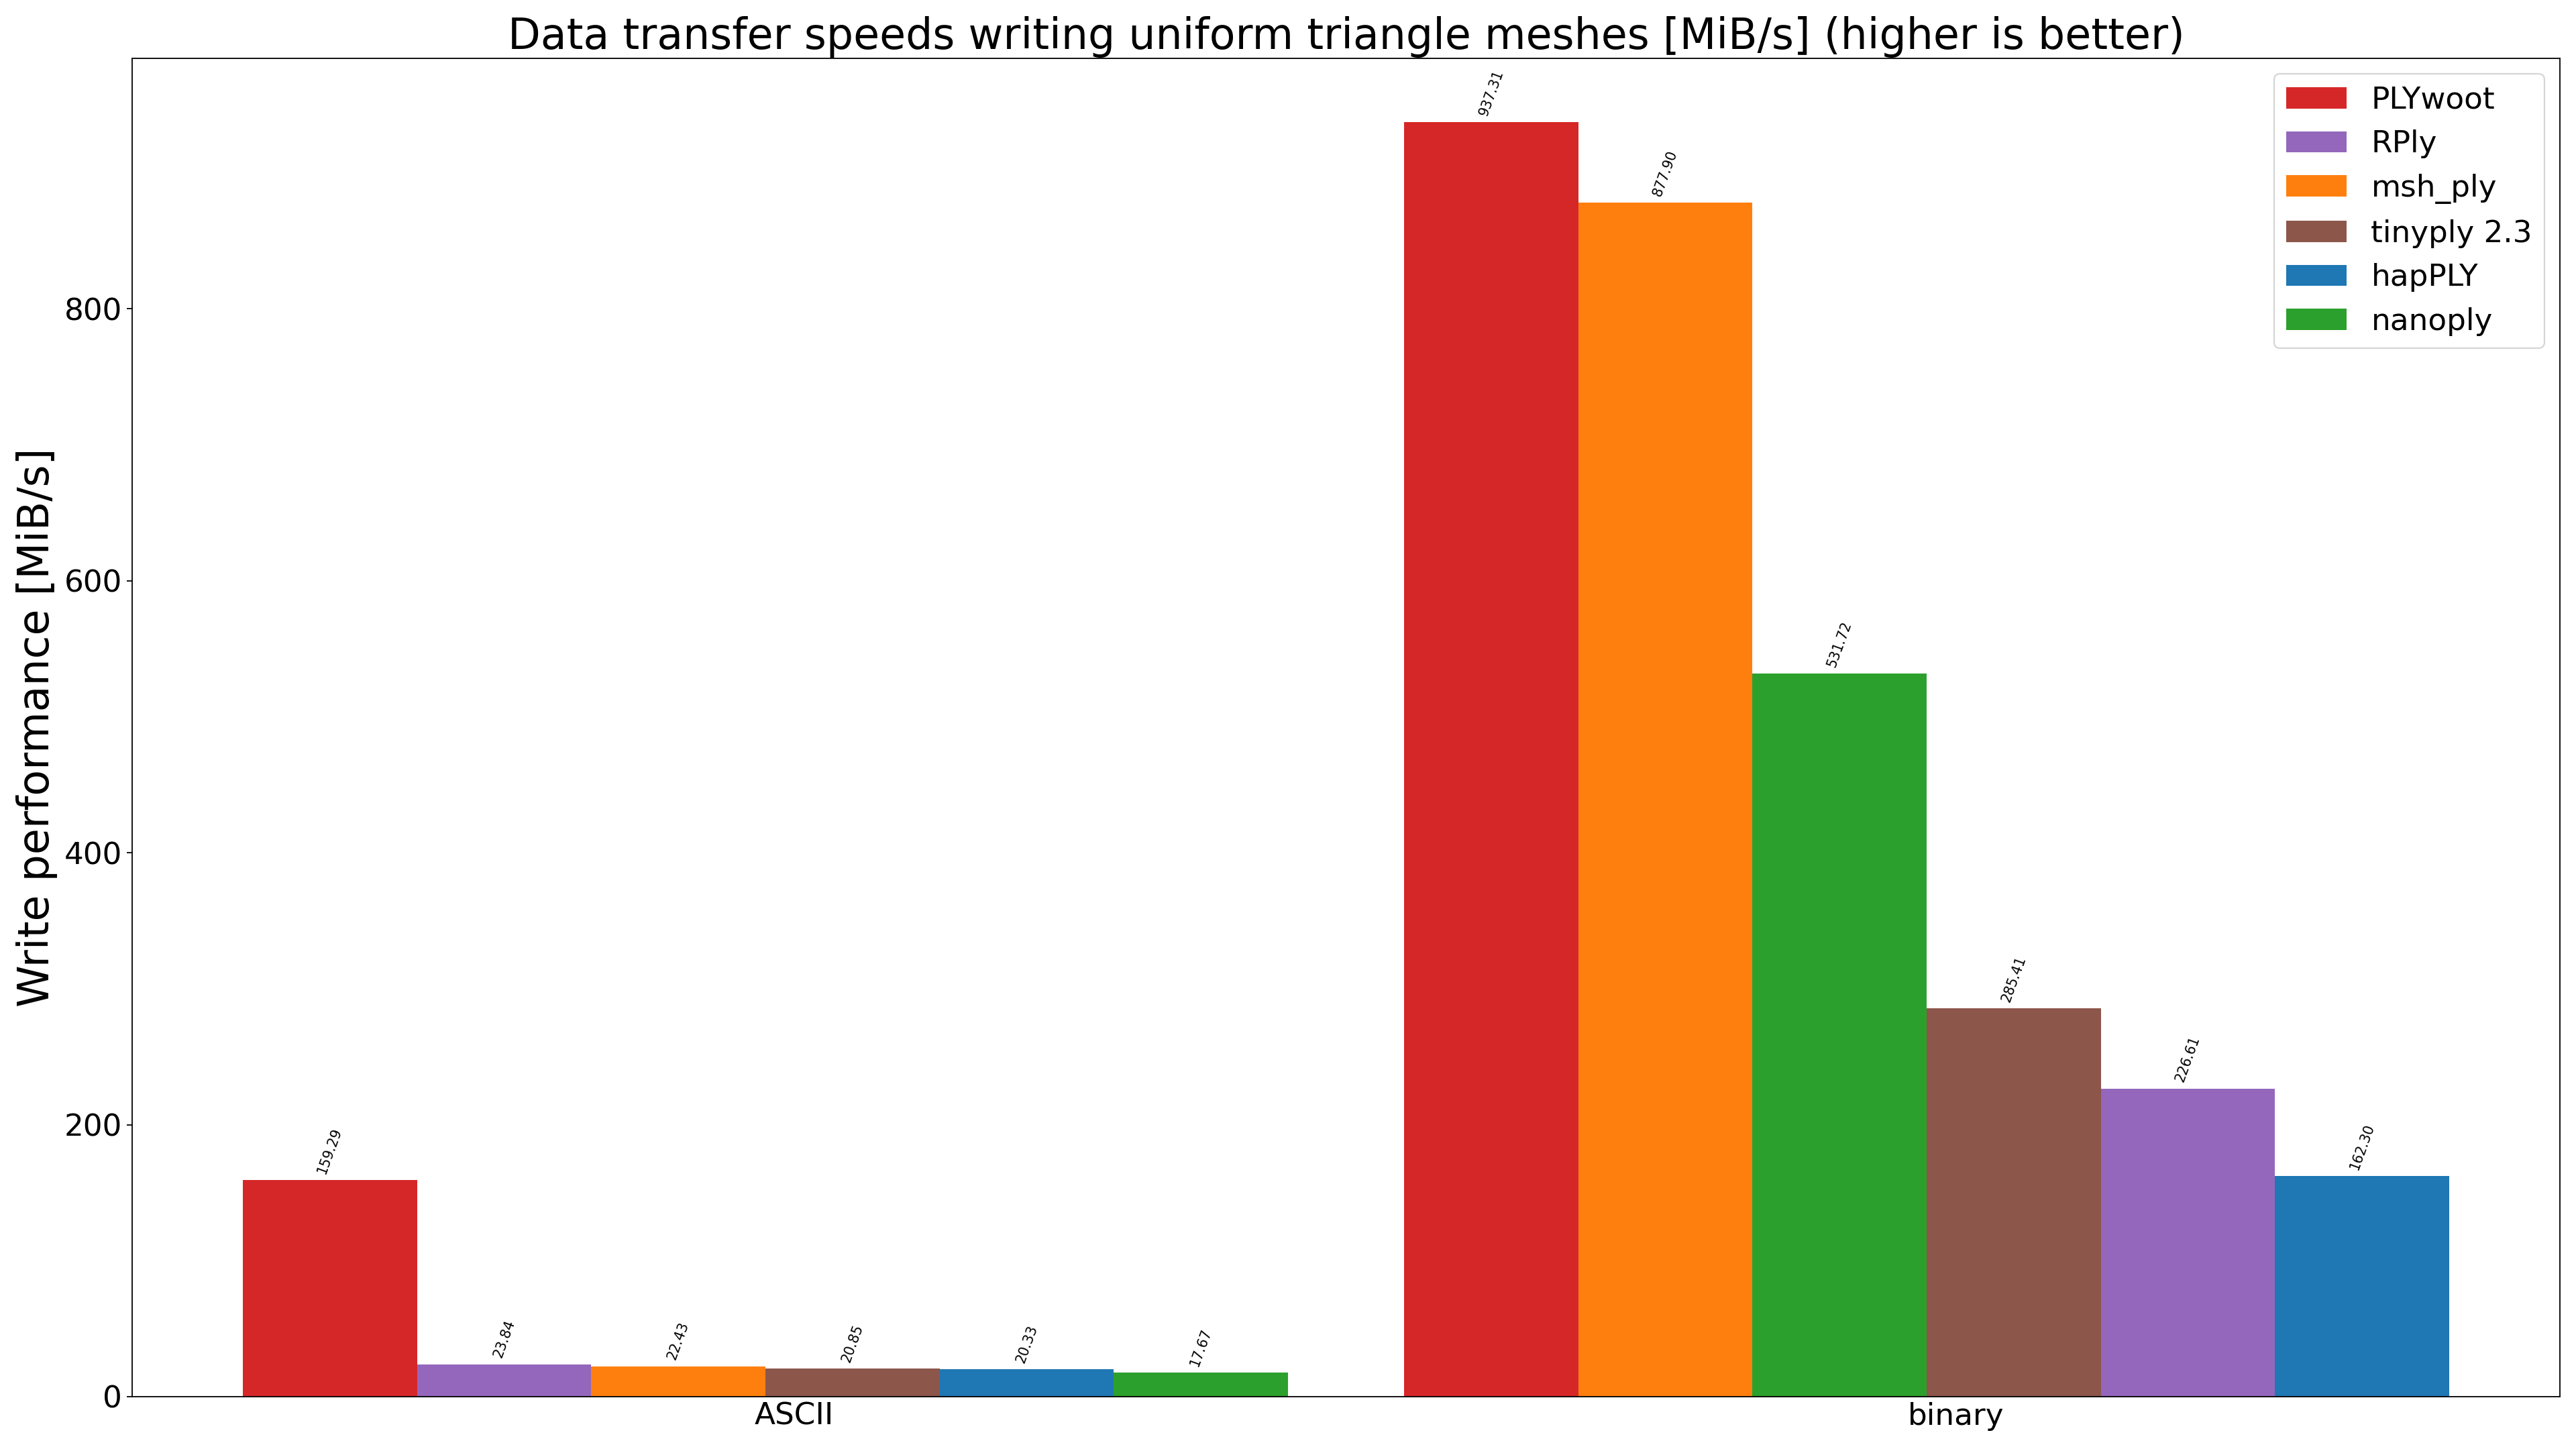 Data transfer speeds writing uniform triangle meshes [MiB/s] (higher is better)
Write performance [MiB/s]
800
600
400
200
0
159.29
23.84
22.43
20.85
20.33
17.67
937.31
877.90
531.72
285.41
226.61
162.30
ASCII
binary
PLYwoot
RPly
msh_ply
tinyply 2.3
hapPLY
nanoply